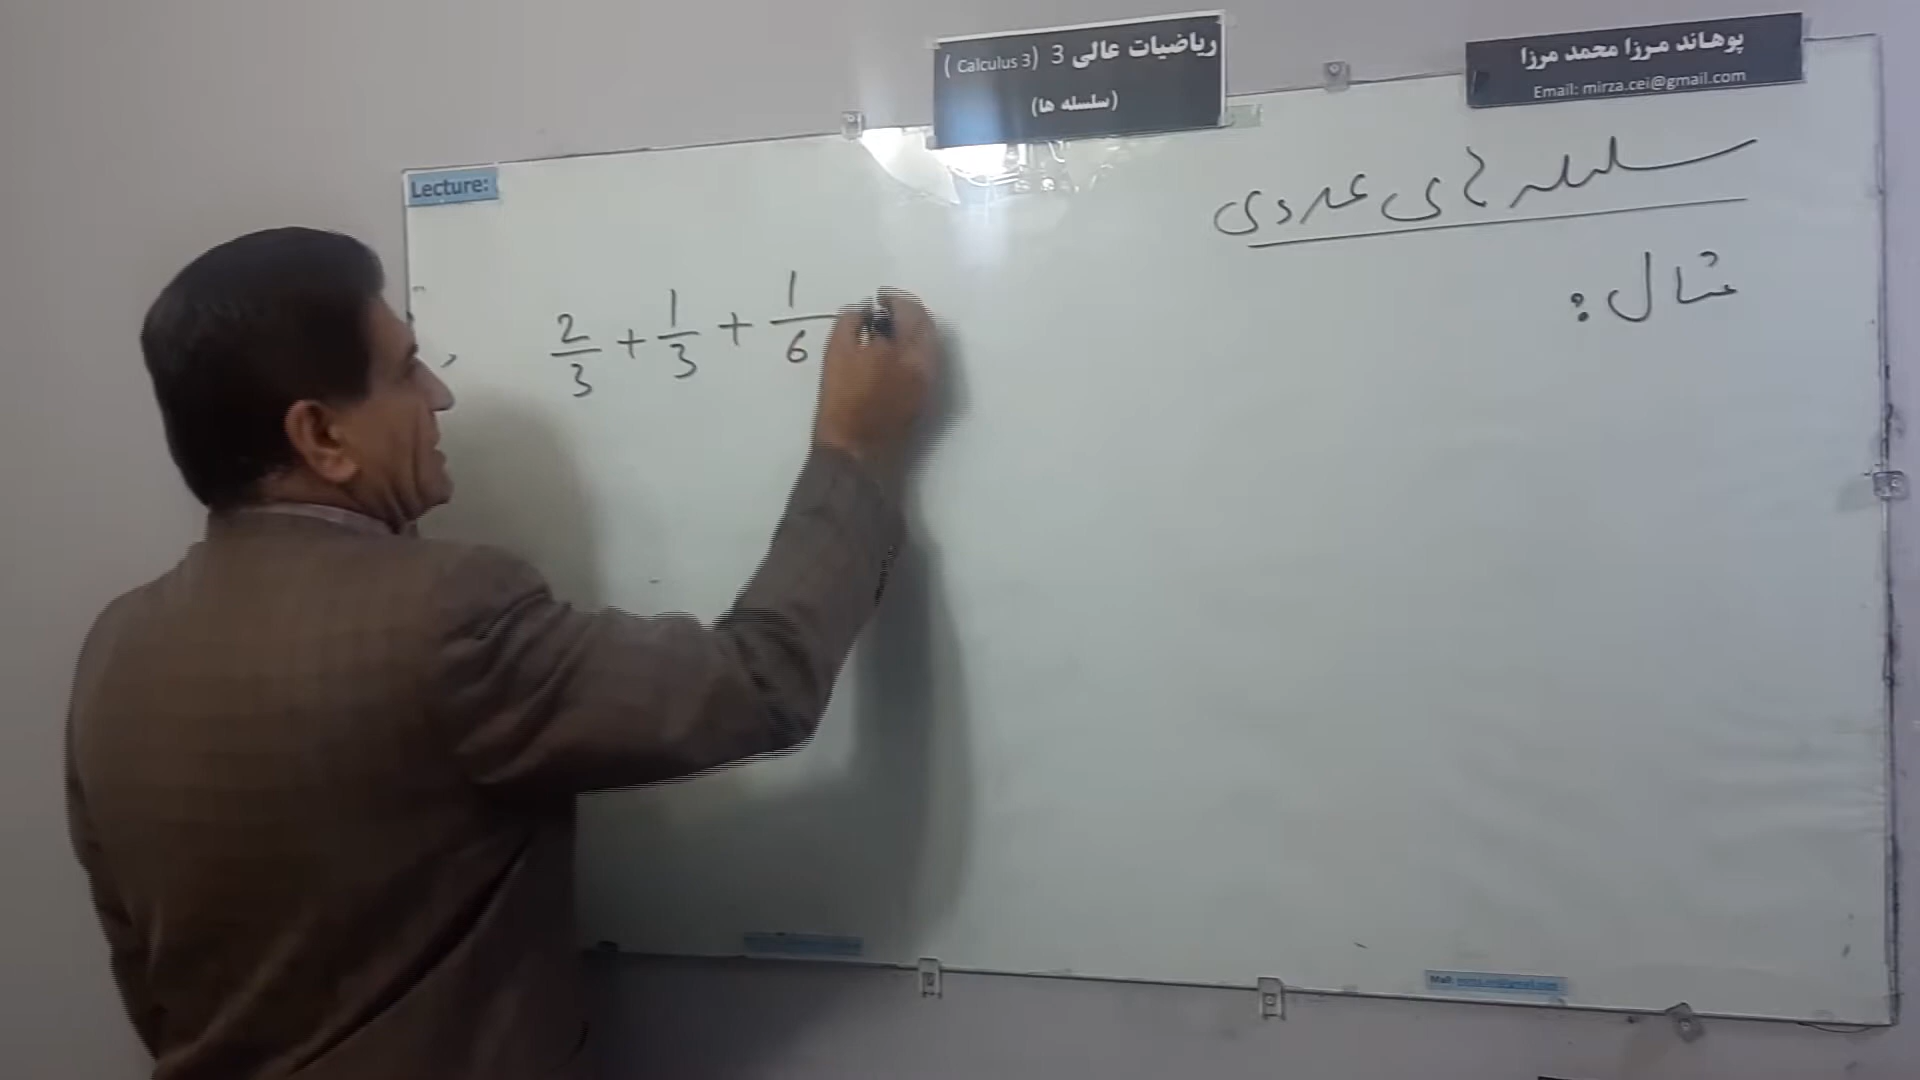 ریاضیات عالی 3 (Calculus 3)
(سلسله ها)
پوهاند مرزا محمد مرزا
Email: mirza.cei@gmail.com
Lecture:
سلسله های عددی
مثال:
2/3 + 1/3 + 1/6